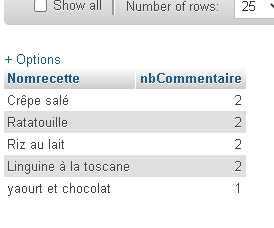 Show all Number of rows: 25
+ Options
Nomrecette nbCommentaire
Crêpe salé 2
Ratatouille 2
Riz au lait 2
Linguine à la toscane 2
yaourt et chocolat 1